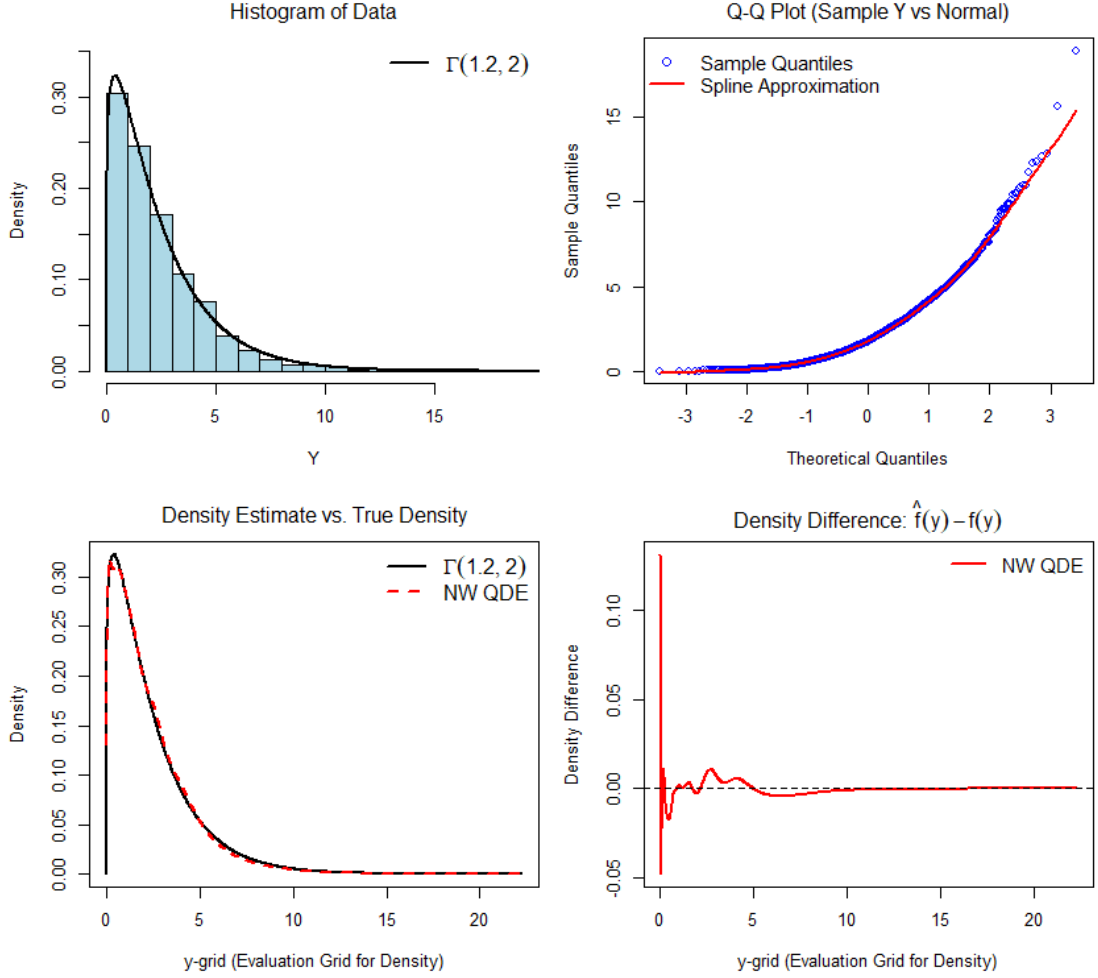 Histogram of Data
Γ(1.2, 2)
Density
0.00
0.10
0.20
0.30
0
5
10
15
Y
Q-Q Plot (Sample Y vs Normal)
Sample Quantiles
Spline Approximation
Sample Quantiles
0
5
10
15
-3
-2
-1
0
1
2
3
Theoretical Quantiles
Density Estimate vs. True Density
Γ(1.2, 2)
NW QDE
Density
0.00
0.05
0.10
0.15
0.20
0.25
0.30
0
5
10
15
20
y-grid (Evaluation Grid for Density)
Density Difference: f̂(y) − f(y)
NW QDE
Density Difference
-0.05
0.00
0.05
0.10
0
5
10
15
20
y-grid (Evaluation Grid for Density)